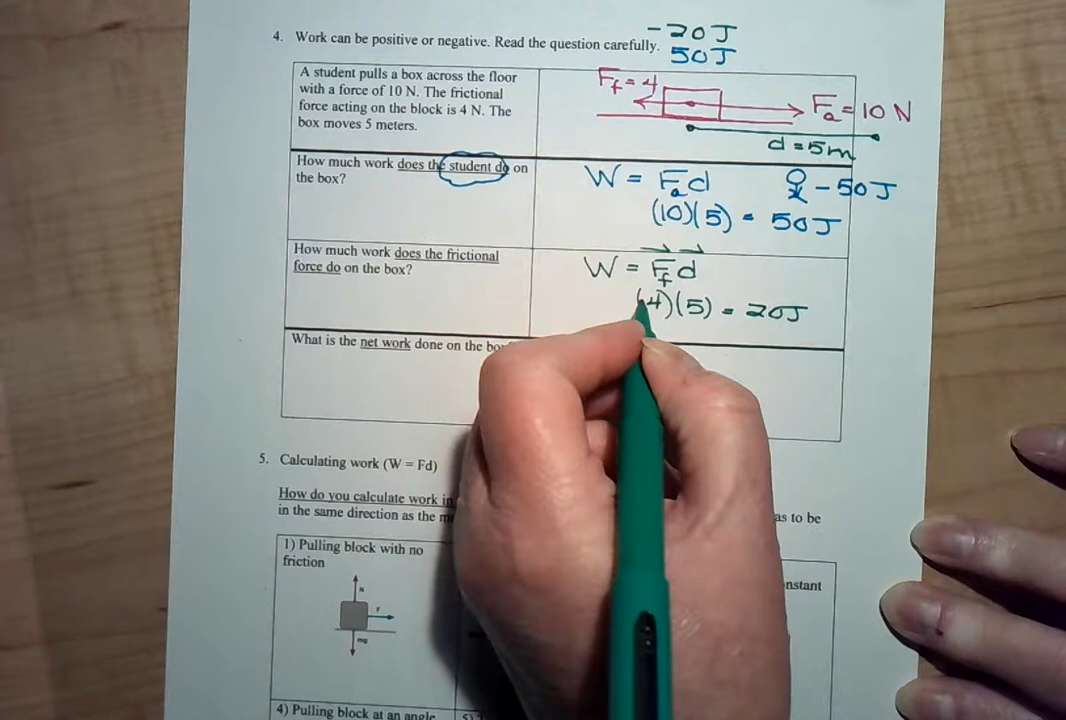 -20J
4. Work can be positive or negative. Read the question carefully. 50J
A student pulls a box across the floor
with a force of 10 N. The frictional
force acting on the block is 4 N. The
box moves 5 meters.
Ff = 4
Fa = 10 N
d = 5m
How much work does the student do on
the box?
W = Fa d
(10)(5) = 50J
- 50J
How much work does the frictional
force do on the box?
W = Ff d
(4)(5) = 20J
What is the net work done on the
5. Calculating work (W = Fd)
How do you calculate work in
in the same direction as the
as to be
1) Pulling block with no
friction
N
F
mg
nstant
4) Pulling block at an angle
5)